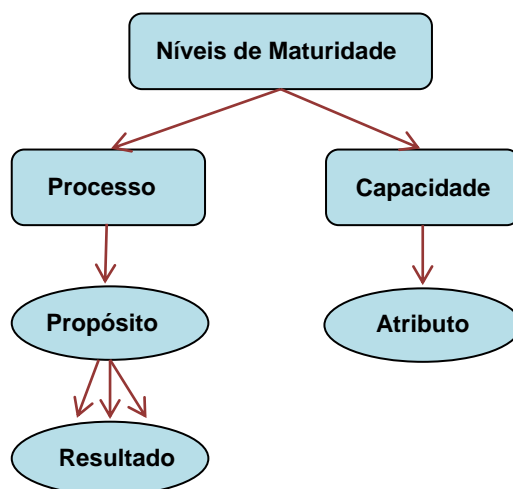 Níveis de Maturidade
Processo
Capacidade
Propósito
Atributo
Resultado